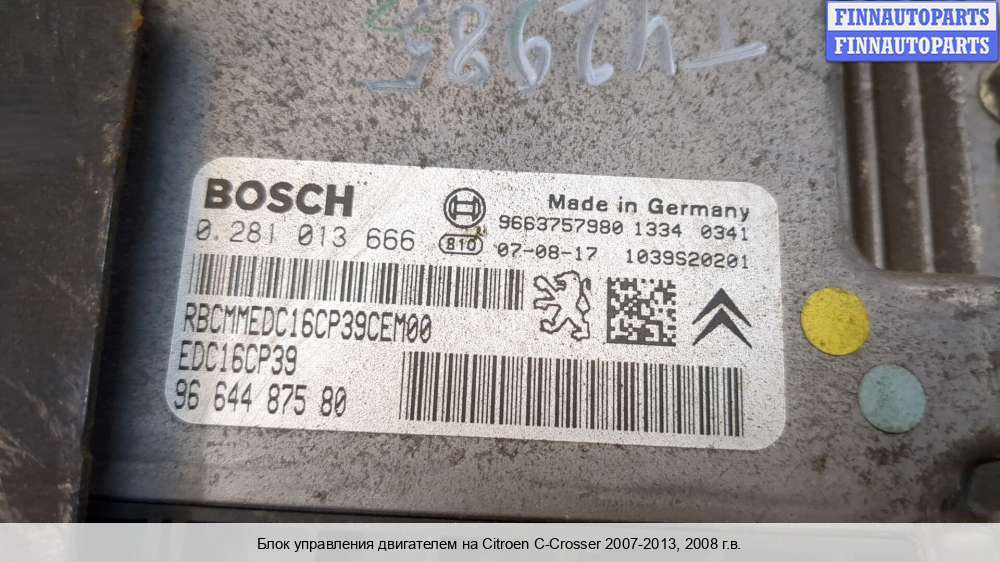 FINNAUTOPARTS
FINNAUTOPARTS
T4298
BOSCH
Made in Germany
0 281 013 666
9663757980 1334 0341
810 07-08-17 1039S20201
RBCMMEDC16CP39CEM00
EDC16CP39
96 644 875 80
Блок управления двигателем на Citroen C-Crosser 2007-2013, 2008 г.в.